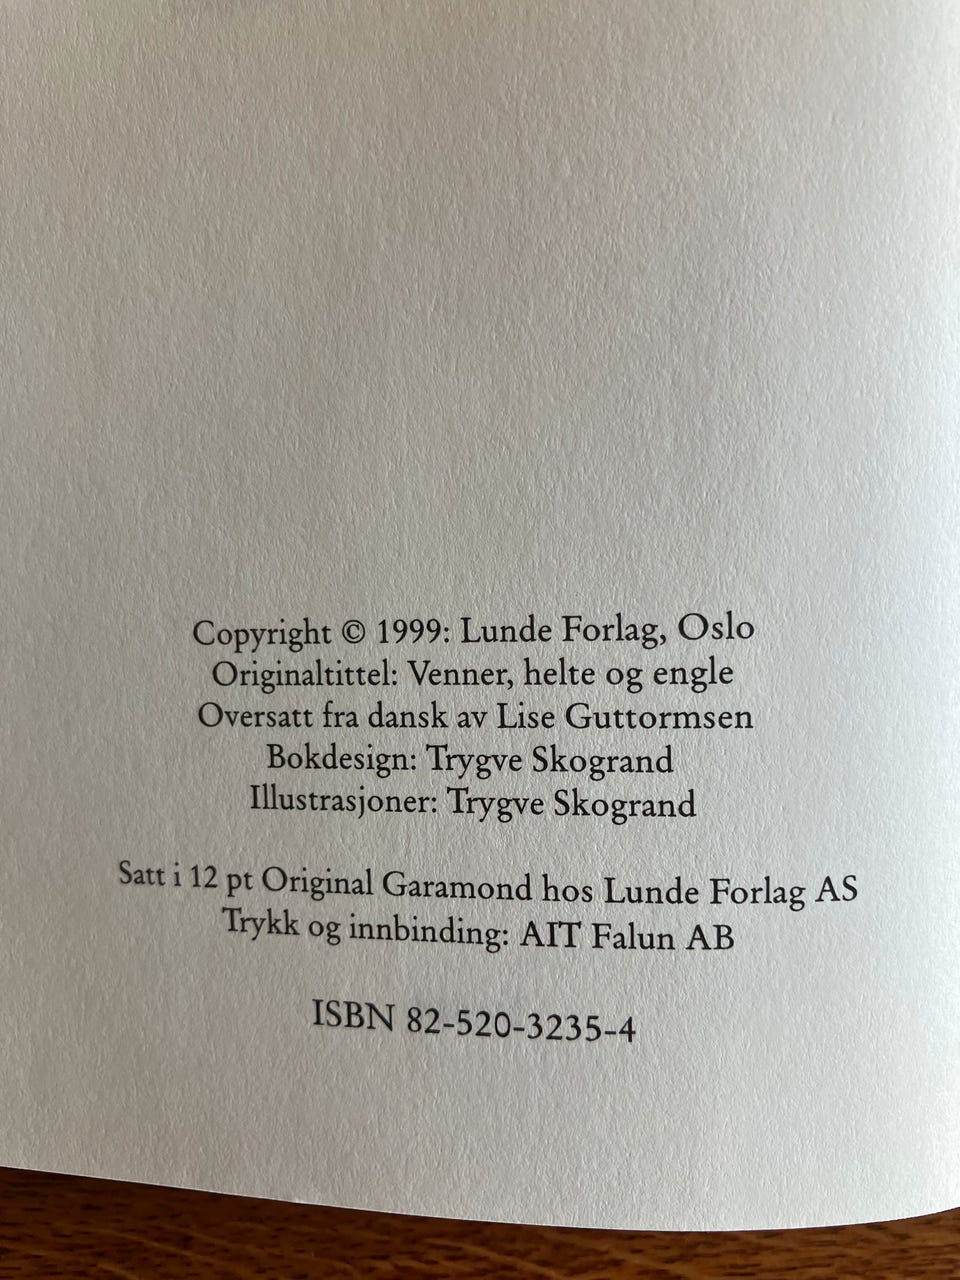 Copyright © 1999: Lunde Forlag, Oslo
Originaltittel: Venner, helte og engle
Oversatt fra dansk av Lise Guttormsen
Bokdesign: Trygve Skogrand
Illustrasjoner: Trygve Skogrand
Satt i 12 pt Original Garamond hos Lunde Forlag AS
Trykk og innbinding: AIT Falun AB
ISBN 82-520-3235-4